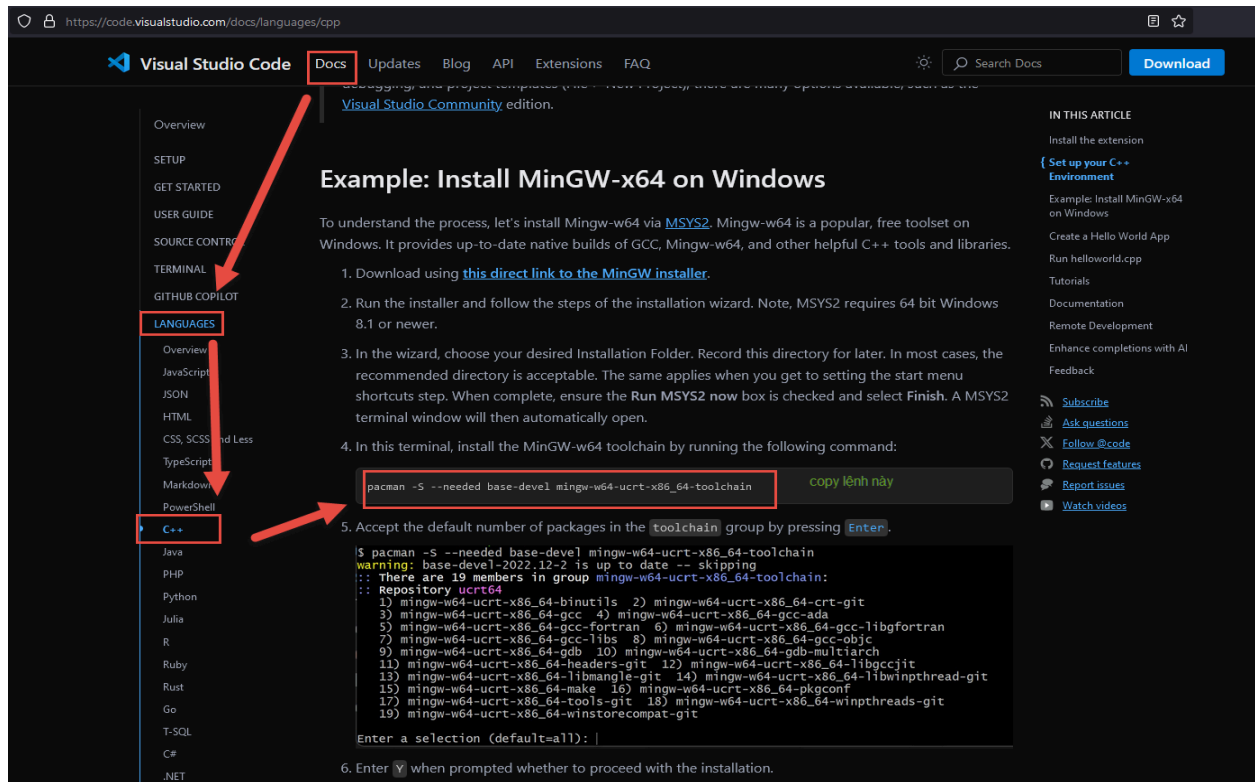 https://code.visualstudio.com/docs/languages/cpp
Visual Studio Code
Docs
Updates
Blog
API
Extensions
FAQ
Search Docs
Download
Overview
SETUP
GET STARTED
USER GUIDE
SOURCE CONTROL
TERMINAL
GITHUB COPILOT
LANGUAGES
Overview
JavaScript
JSON
HTML
CSS, SCSS and Less
TypeScript
Markdown
PowerShell
C++
Java
PHP
Python
Julia
R
Ruby
Rust
Go
T-SQL
C#
.NET
debugging, and project templates (File > New Project), there are many options available, such as the
Visual Studio Community edition.
Example: Install MinGW-x64 on Windows
To understand the process, let's install Mingw-w64 via MSYS2. Mingw-w64 is a popular, free toolset on
Windows. It provides up-to-date native builds of GCC, Mingw-w64, and other helpful C++ tools and libraries.
1. Download using this direct link to the MinGW installer.
2. Run the installer and follow the steps of the installation wizard. Note, MSYS2 requires 64 bit Windows
8.1 or newer.
3. In the wizard, choose your desired Installation Folder. Record this directory for later. In most cases, the
recommended directory is acceptable. The same applies when you get to setting the start menu
shortcuts step. When complete, ensure the Run MSYS2 now box is checked and select Finish. A MSYS2
terminal window will then automatically open.
4. In this terminal, install the MinGW-w64 toolchain by running the following command:
pacman -S --needed base-devel mingw-w64-ucrt-x86_64-toolchain
copy lệnh này
5. Accept the default number of packages in the toolchain group by pressing Enter.
$ pacman -S --needed base-devel mingw-w64-ucrt-x86_64-toolchain
warning: base-devel-2022.12-2 is up to date -- skipping
:: There are 19 members in group mingw-w64-ucrt-x86_64-toolchain:
:: Repository ucrt64
1) mingw-w64-ucrt-x86_64-binutils 2) mingw-w64-ucrt-x86_64-crt-git
3) mingw-w64-ucrt-x86_64-gcc 4) mingw-w64-ucrt-x86_64-gcc-ada
5) mingw-w64-ucrt-x86_64-gcc-fortran 6) mingw-w64-ucrt-x86_64-gcc-libgfortran
7) mingw-w64-ucrt-x86_64-gcc-libs 8) mingw-w64-ucrt-x86_64-gcc-objc
9) mingw-w64-ucrt-x86_64-gdb 10) mingw-w64-ucrt-x86_64-gdb-multiarch
11) mingw-w64-ucrt-x86_64-headers-git 12) mingw-w64-ucrt-x86_64-libgccjit
13) mingw-w64-ucrt-x86_64-libmangle-git 14) mingw-w64-ucrt-x86_64-libwinpthread-git
15) mingw-w64-ucrt-x86_64-make 16) mingw-w64-ucrt-x86_64-pkgconf
17) mingw-w64-ucrt-x86_64-tools-git 18) mingw-w64-ucrt-x86_64-winpthreads-git
19) mingw-w64-ucrt-x86_64-winstorecompat-git
Enter a selection (default=all):
6. Enter Y when prompted whether to proceed with the installation.
IN THIS ARTICLE
Install the extension
Set up your C++
Environment
Example: Install MinGW-x64
on Windows
Create a Hello World App
Run helloworld.cpp
Tutorials
Documentation
Remote Development
Enhance completions with AI
Feedback
Subscribe
Ask questions
Follow @code
Request features
Report issues
Watch videos